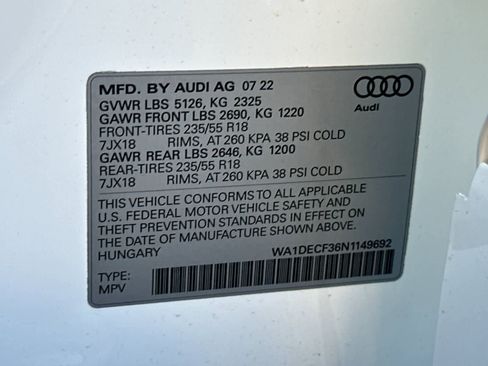 MFD. BY AUDI AG 07 22
GVWR LBS 5126, KG 2325
GAWR FRONT LBS 2690, KG 1220
FRONT-TIRES 235/55 R18
7JX18 RIMS, AT 260 KPA 38 PSI COLD
GAWR REAR LBS 2646, KG 1200
REAR-TIRES 235/55 R18
7JX18 RIMS, AT 260 KPA 38 PSI COLD
Audi
THIS VEHICLE CONFORMS TO ALL APPLICABLE
U.S. FEDERAL MOTOR VEHICLE SAFETY AND
THEFT PREVENTION STANDARDS IN EFFECT ON
THE DATE OF MANUFACTURE SHOWN ABOVE.
HUNGARY
WA1DECF36N1149692
TYPE:
MPV